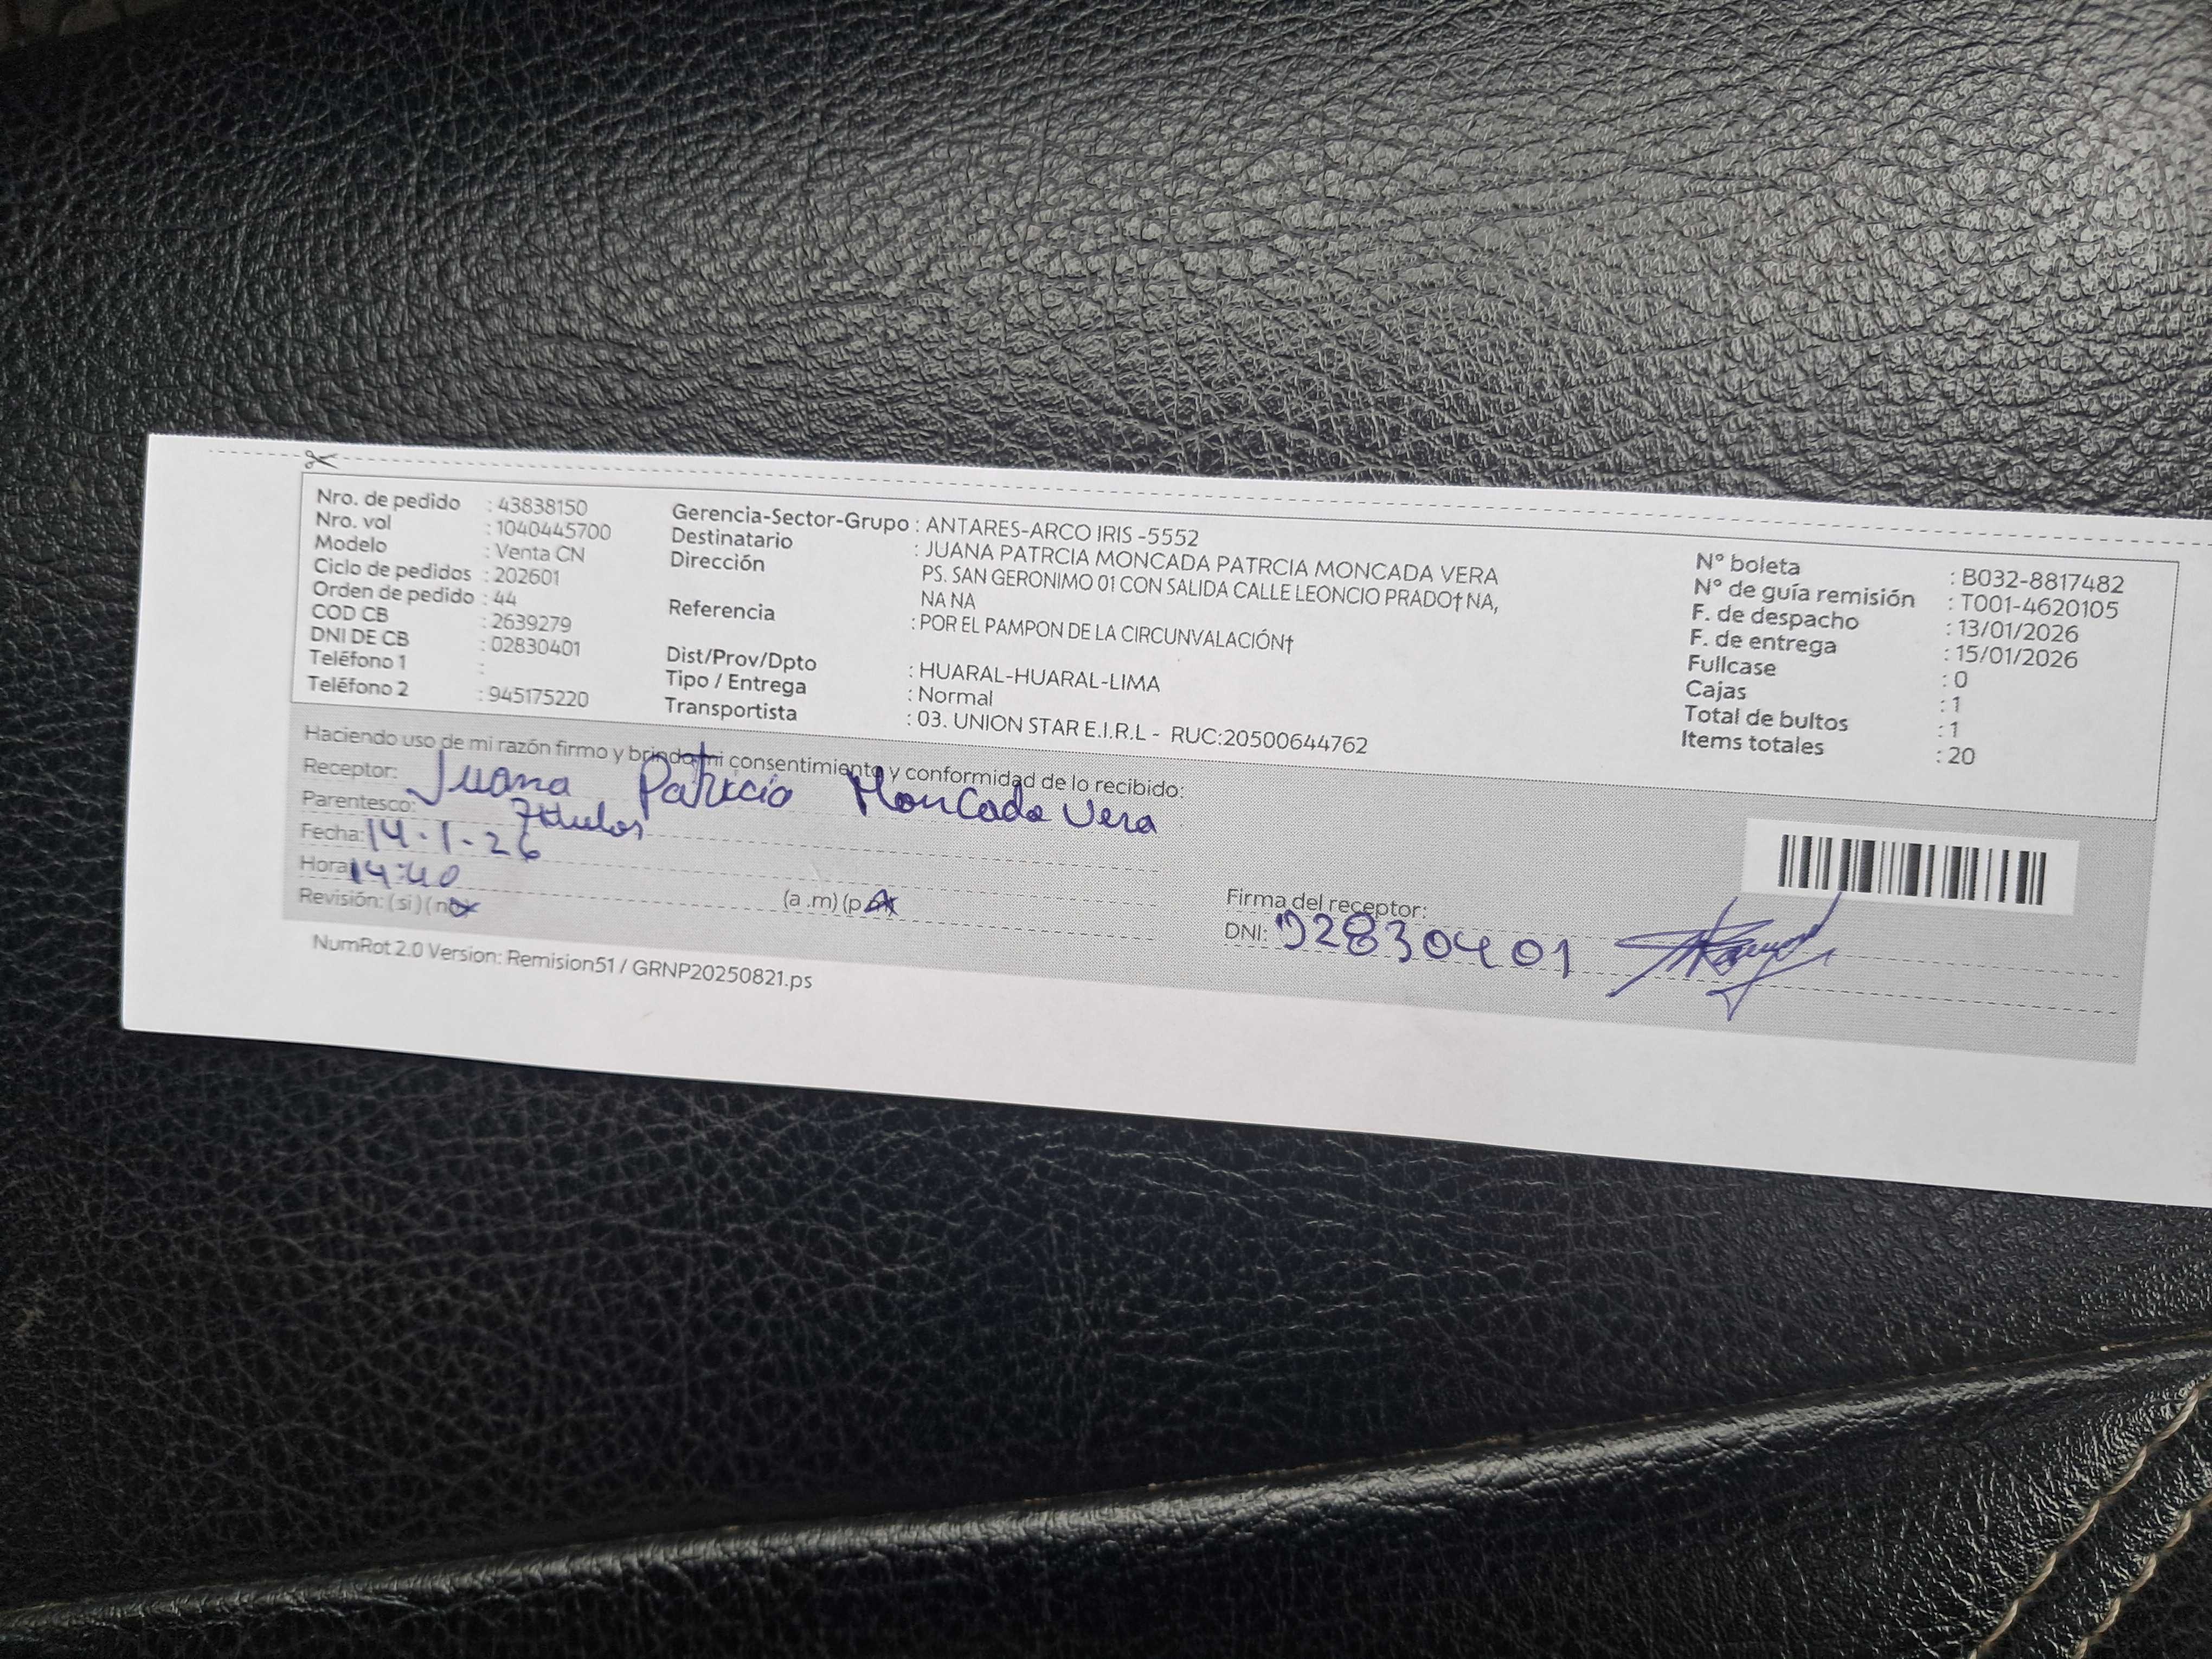 Nro. de pedido : 43838150
Nro. vol : 1040445700
Modelo : Venta CN
Ciclo de pedidos : 202601
Orden de pedido : 44
COD CB : 2639279
DNI DE CB : 02830401
Teléfono 1 :
Teléfono 2 : 945175220
Gerencia-Sector-Grupo : ANTARES-ARCO IRIS -5552
Destinatario : JUANA PATRCIA MONCADA PATRCIA MONCADA VERA
Dirección PS. SAN GERONIMO 01 CON SALIDA CALLE LEONCIO PRADO† NA,
NA NA
Referencia : POR EL PAMPON DE LA CIRCUNVALACIÓN†
Dist/Prov/Dpto : HUARAL-HUARAL-LIMA
Tipo / Entrega : Normal
Transportista : 03. UNION STAR E.I.R.L - RUC:20500644762
N° boleta : B032-8817482
N° de guía remisión : T001-4620105
F. de despacho : 13/01/2026
F. de entrega : 15/01/2026
Fullcase : 0
Cajas : 1
Total de bultos : 1
Items totales : 20
Haciendo uso de mi razón firmo y brindo mi consentimiento y conformidad de lo recibido:
Receptor: Juana Patricia Moncada Vera
Parentesco:
Fecha: 14.1.26
Hora 14:40 (a .m) (p
Revisión: (si) (no
Firma del receptor:
DNI: 02830401
NumRot 2.0 Version: Remision51 / GRNP20250821.ps